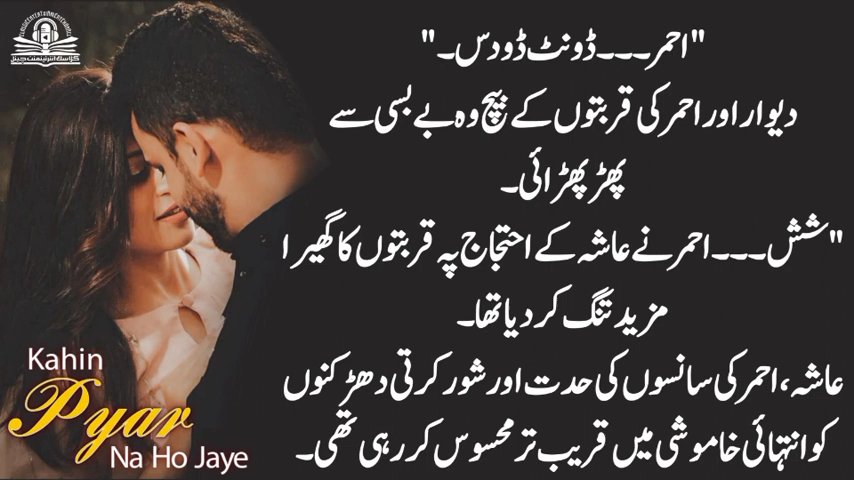 "احمر۔۔۔ڈونٹ ڈو دس۔"
دیوار اور احمر کی قربتوں کے بیچ وہ بے بسی سے
پھڑپھڑائی۔
"شش۔۔۔احمر نے عاشہ کے احتجاج پہ قربتوں کا گھیرا
مزید تنگ کر دیا تھا۔
عاشہ، احمر کی سانسوں کی حدت اور شور کرتی دھڑکنوں
کو انتہائی خاموشی میں قریب تر محسوس کر رہی تھی۔
Kahin
Pyar
Na Ho Jaye